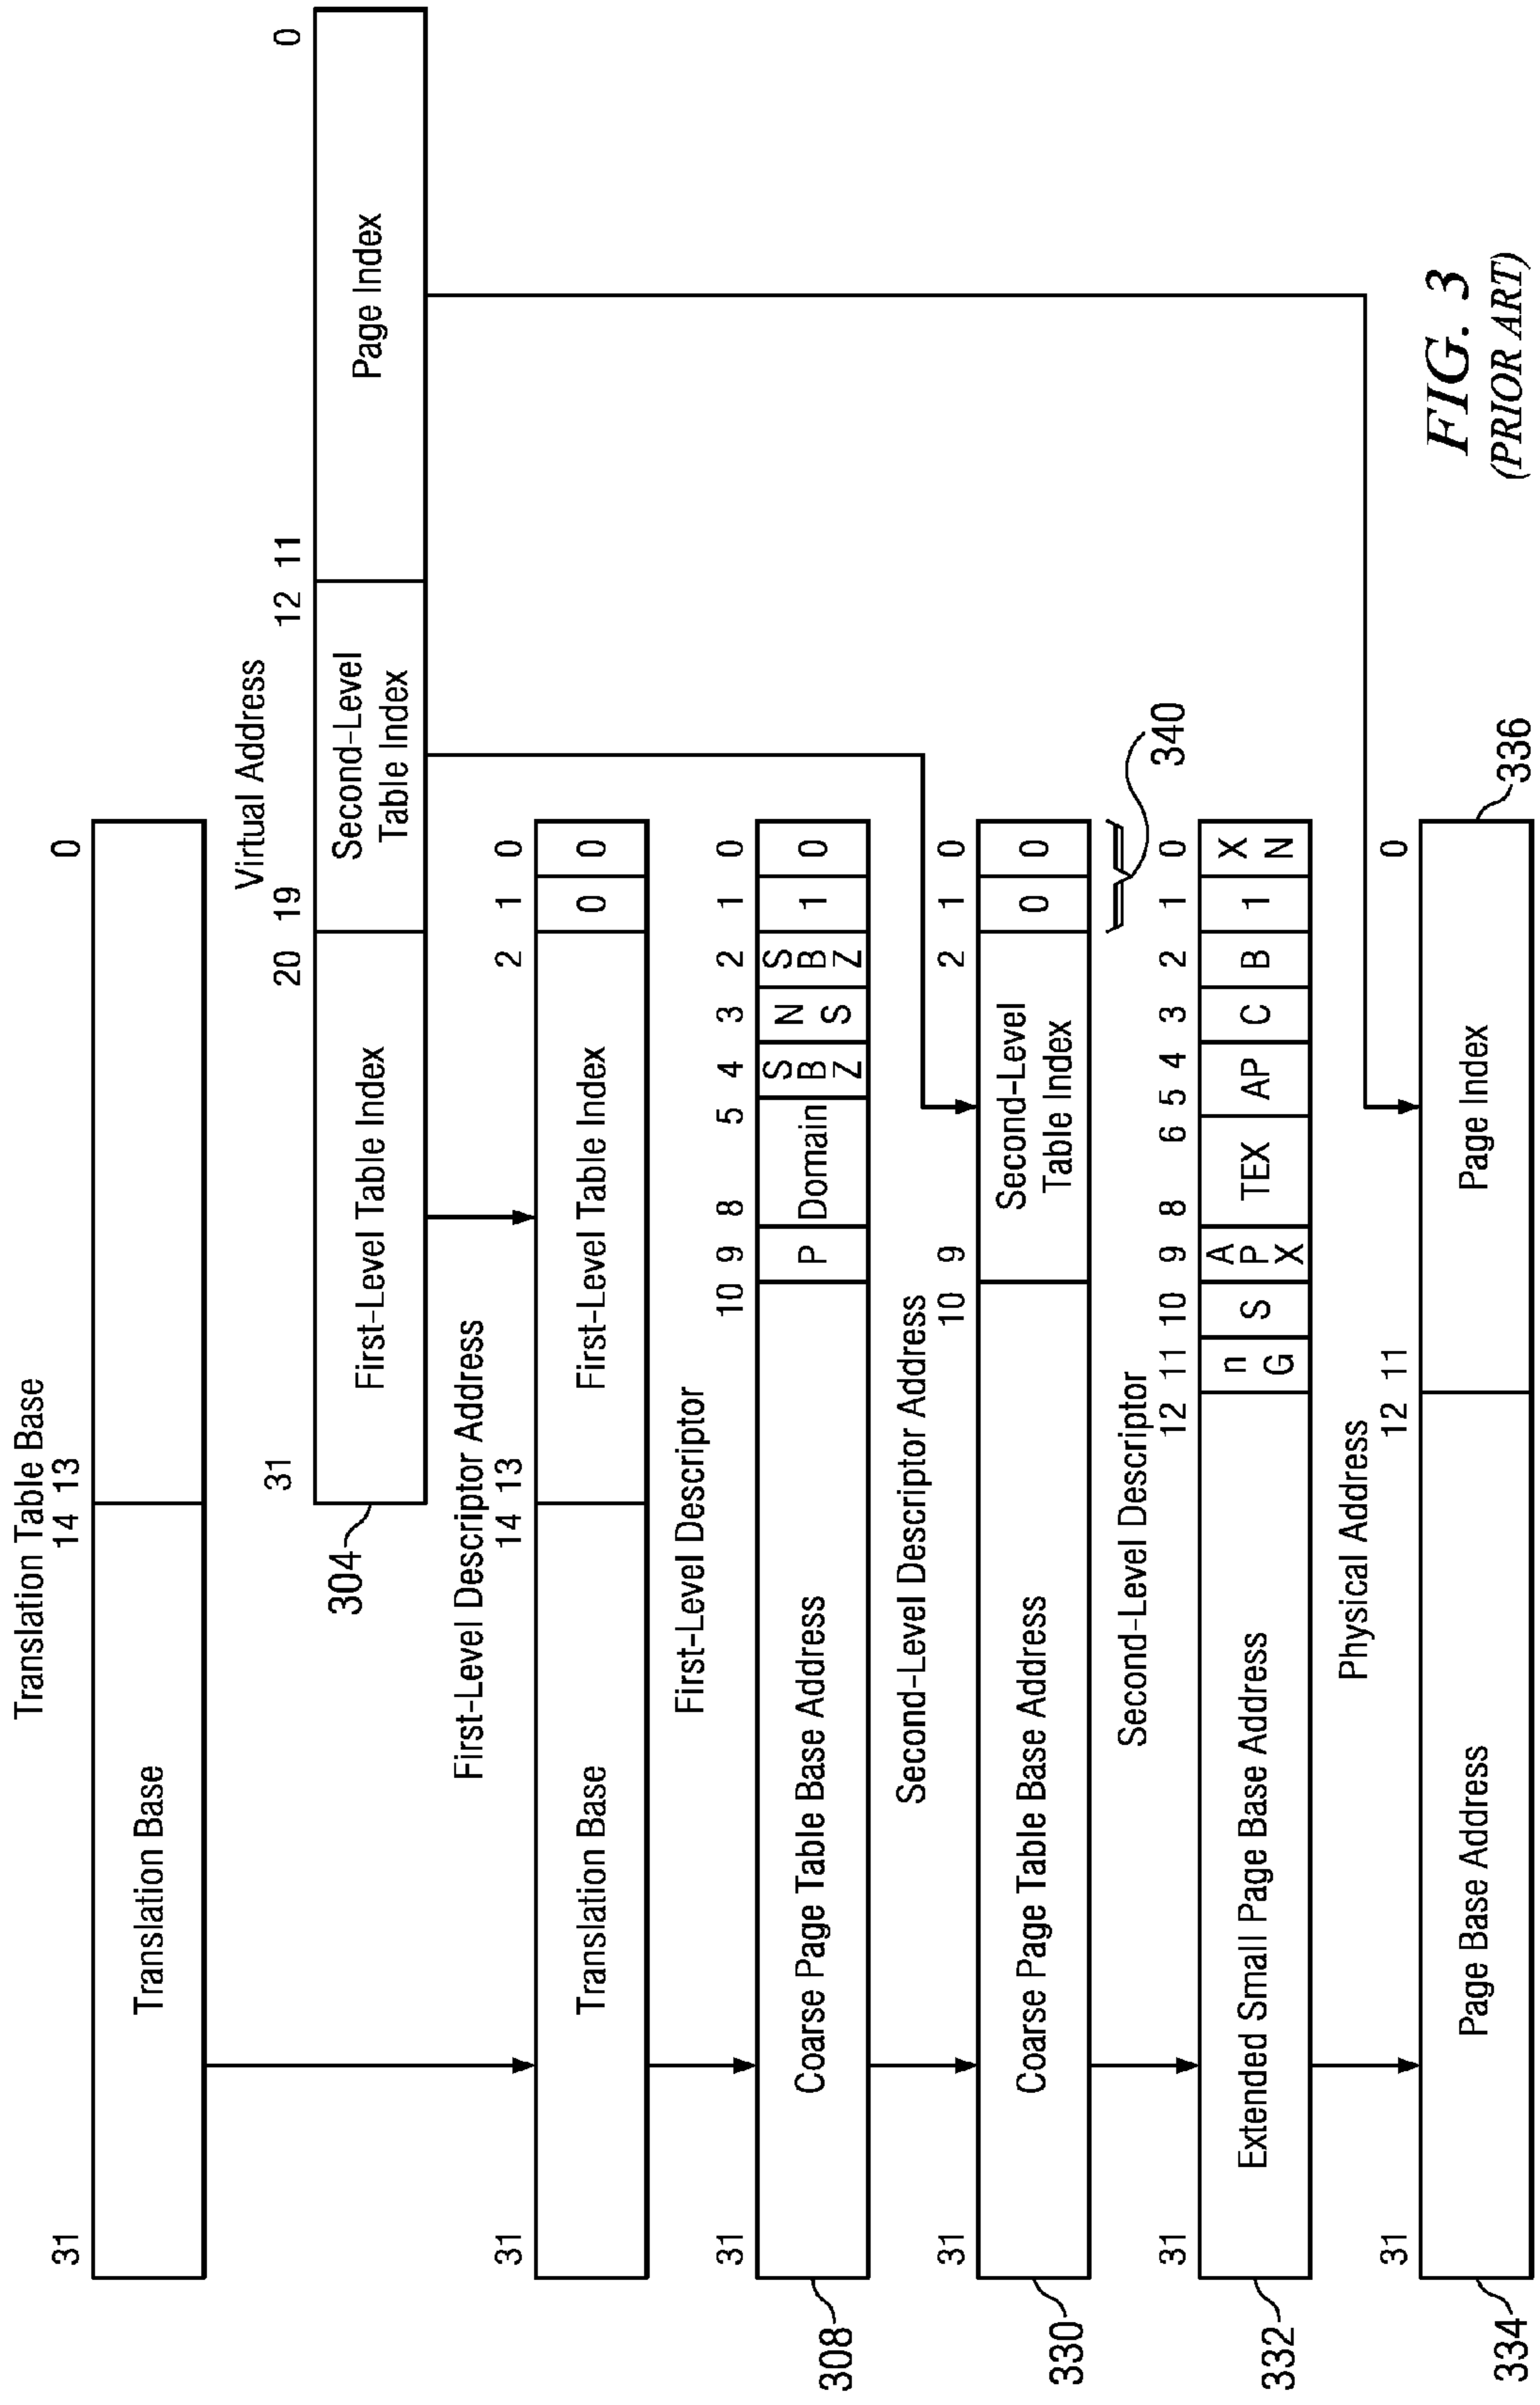 Translation Table Base
31 14 13 0
Translation Base
Virtual Address
31 20 19 12 11 0
First-Level Table Index
Second-Level
Table Index
Page Index
304
First-Level Descriptor Address
31 14 13 2 1 0
Translation Base
First-Level Table Index
0 0
First-Level Descriptor
31 10 9 8 5 4 3 2 1 0
Coarse Page Table Base Address
P
Domain
S
B
Z
N
S
S
B
Z
1 0
308
Second-Level Descriptor Address
31 10 9 2 1 0
Coarse Page Table Base Address
Second-Level
Table Index
0 0
330
340
Second-Level Descriptor
31 12 11 10 9 8 6 5 4 3 2 1 0
Extended Small Page Base Address
n
G
S
A
P
X
TEX
AP
C
B
1
X
N
332
Physical Address
31 12 11 0
Page Base Address
Page Index
334
336
FIG. 3
(PRIOR ART)